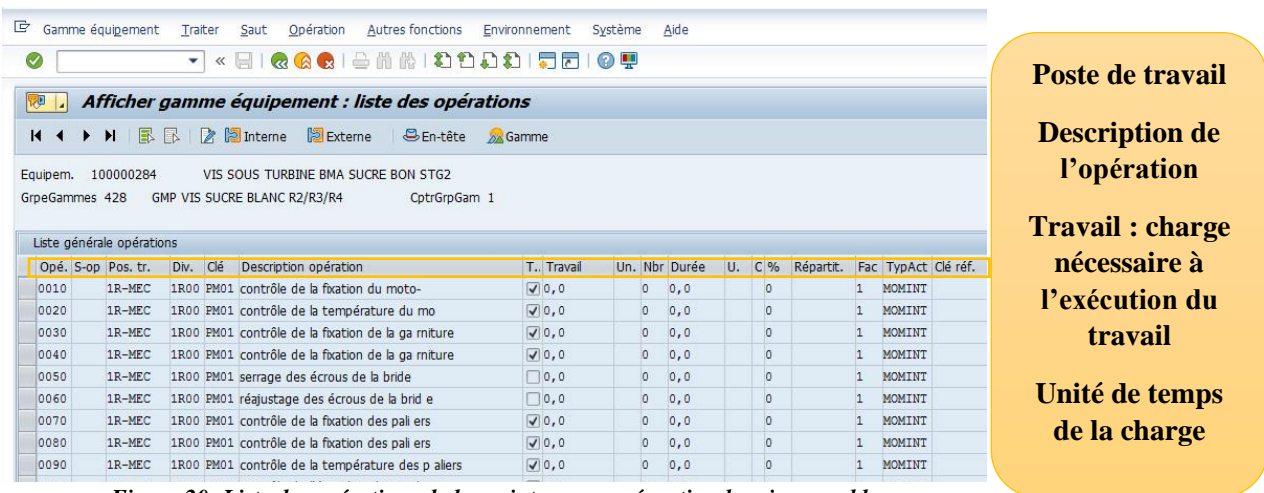 Gamme équipement Traiter Saut Opération Autres fonctions Environnement Système Aide
Afficher gamme équipement : liste des opérations
Interne Externe En-tête Gamme
Equipem. 100000284 VIS SOUS TURBINE BMA SUCRE BON STG2
GrpeGammes 428 GMP VIS SUCRE BLANC R2/R3/R4 CptrGrpGam 1
Liste générale opérations
Opé. S-op Pos. tr. Div. Clé Description opération T.. Travail Un. Nbr Durée U. C % Répartit. Fac TypAct Clé réf.
0010 1R-MEC 1R00 PM01 contrôle de la fixation du moto- 0,0 0 0,0 0 1 MOMINT
0020 1R-MEC 1R00 PM01 contrôle de la température du mo 0,0 0 0,0 0 1 MOMINT
0030 1R-MEC 1R00 PM01 contrôle de la fixation de la ga rniture 0,0 0 0,0 0 1 MOMINT
0040 1R-MEC 1R00 PM01 contrôle de la fixation de la ga rniture 0,0 0 0,0 0 1 MOMINT
0050 1R-MEC 1R00 PM01 serrage des écrous de la bride 0,0 0 0,0 0 1 MOMINT
0060 1R-MEC 1R00 PM01 réajustage des écrous de la brid e 0,0 0 0,0 0 1 MOMINT
0070 1R-MEC 1R00 PM01 contrôle de la fixation des pali ers 0,0 0 0,0 0 1 MOMINT
0080 1R-MEC 1R00 PM01 contrôle de la fixation des pali ers 0,0 0 0,0 0 1 MOMINT
0090 1R-MEC 1R00 PM01 contrôle de la température des p aliers 0,0 0 0,0 0 1 MOMINT
Poste de travail
Description de
l’opération
Travail : charge
nécessaire à
l’exécution du
travail
Unité de temps
de la charge